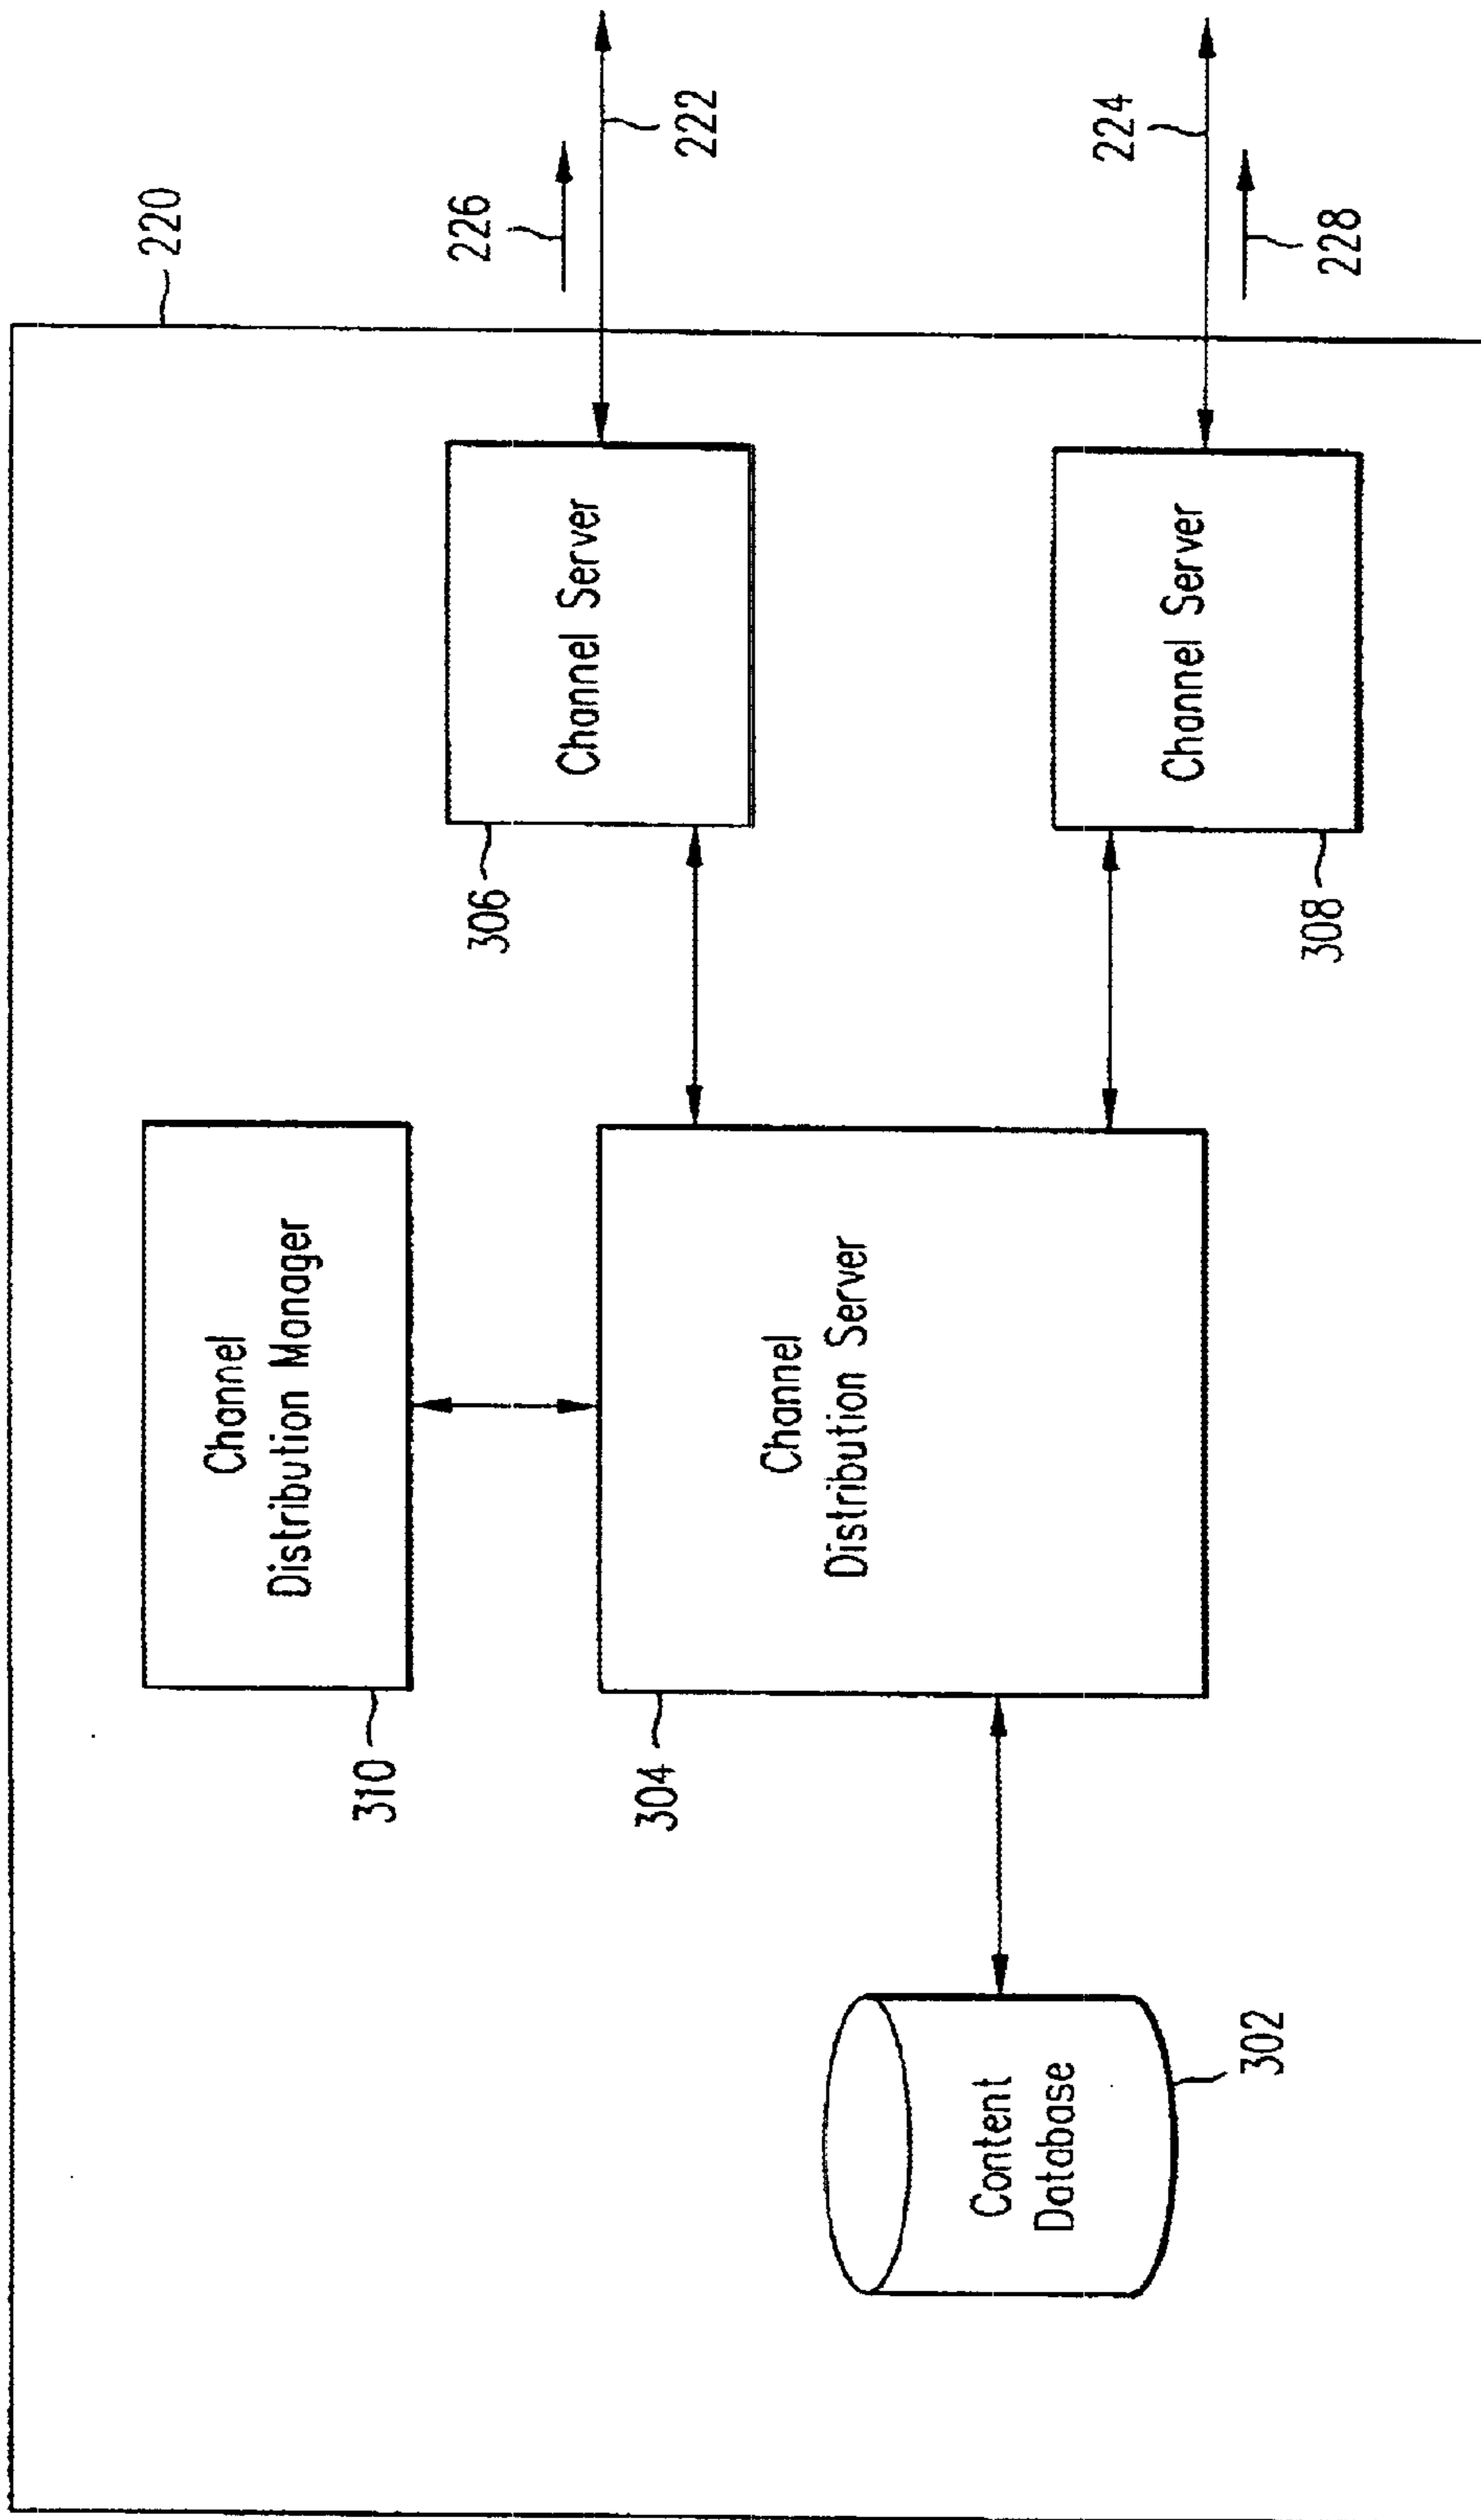 220
226
222
224
228
Channel
Distribution Manager
310
Channel Server
306
Channel
Distribution Server
304
Channel Server
308
Content
Database
302